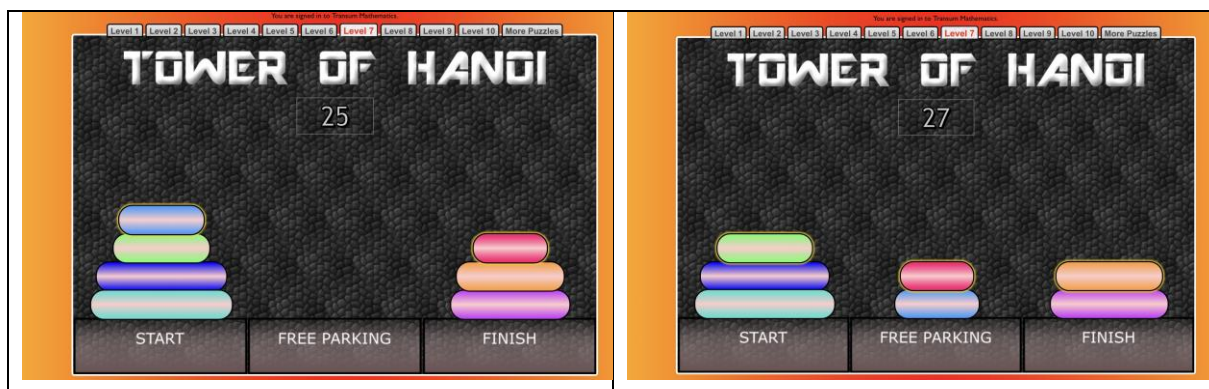 You are signed in to Transum Mathematics.
Level 1 Level 2 Level 3 Level 4 Level 5 Level 6 Level 7 Level 8 Level 9 Level 10 More Puzzles
TOWER OF HANOI
25
START FREE PARKING FINISH
You are signed in to Transum Mathematics.
Level 1 Level 2 Level 3 Level 4 Level 5 Level 6 Level 7 Level 8 Level 9 Level 10 More Puzzles
TOWER OF HANOI
27
START FREE PARKING FINISH